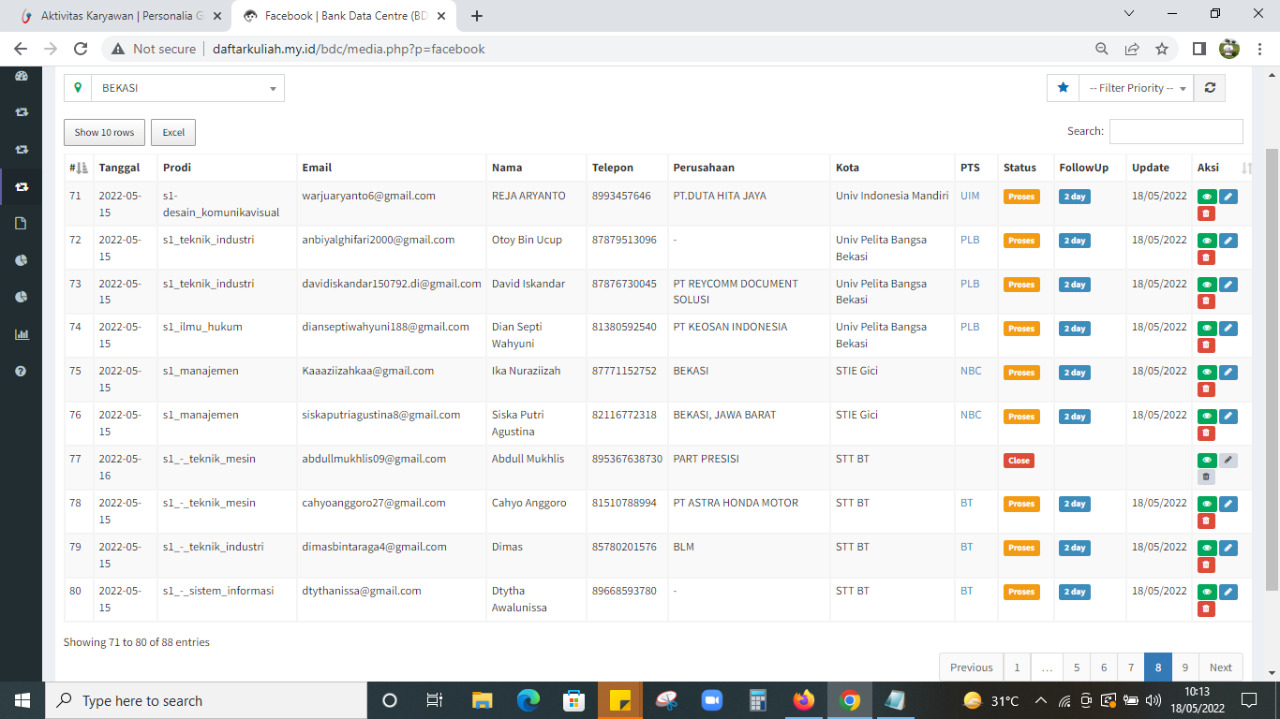 Aktivitas Karyawan | Personalia G
Facebook | Bank Data Centre (BD
Not secure | daftarkuliah.my.id/bdc/media.php?p=facebook
BEKASI
-- Filter Priority --
Show 10 rows Excel Search:
# Tanggal Prodi Email Nama Telepon Perusahaan Kota PTS Status FollowUp Update Aksi
71 2022-05- s1- warjuaryanto6@gmail.com REJA ARYANTO 8993457646 PT.DUTA HITA JAYA Univ Indonesia Mandiri UIM Proses 2 day 18/05/2022
15 desain_komunikavisual
72 2022-05- s1_teknik_industri anbiyalghifari2000@gmail.com Otoy Bin Ucup 87879513096 - Univ Pelita Bangsa PLB Proses 2 day 18/05/2022
15 Bekasi
73 2022-05- s1_teknik_industri davidiskandar150792.di@gmail.com David Iskandar 87876730045 PT REYCOMM DOCUMENT Univ Pelita Bangsa PLB Proses 2 day 18/05/2022
15 SOLUSI Bekasi
74 2022-05- s1_ilmu_hukum dianseptiwahyuni188@gmail.com Dian Septi 81380592540 PT KEOSAN INDONESIA Univ Pelita Bangsa PLB Proses 2 day 18/05/2022
15 Wahyuni Bekasi
75 2022-05- s1_manajemen Kaaaziizahkaa@gmail.com Ika Nuraziizah 87771152752 BEKASI STIE Gici NBC Proses 2 day 18/05/2022
15
76 2022-05- s1_manajemen siskaputriagustina8@gmail.com Siska Putri 82116772318 BEKASI, JAWA BARAT STIE Gici NBC Proses 2 day 18/05/2022
15 Agustina
77 2022-05- s1_-_teknik_mesin abdullmukhlis09@gmail.com Abdull Mukhlis 895367638730 PART PRESISI STT BT Close
16
78 2022-05- s1_-_teknik_mesin cahyoanggoro27@gmail.com Cahyo Anggoro 81510788994 PT ASTRA HONDA MOTOR STT BT BT Proses 2 day 18/05/2022
15
79 2022-05- s1_-_teknik_industri dimasbintaraga4@gmail.com Dimas 85780201576 BLM STT BT BT Proses 2 day 18/05/2022
15
80 2022-05- s1_-_sistem_informasi dtythanissa@gmail.com Dtytha 89668593780 - STT BT BT Proses 2 day 18/05/2022
15 Awalunissa
Showing 71 to 80 of 88 entries
Previous 1 ... 5 6 7 8 9 Next
Type here to search
31°C
10:13
18/05/2022